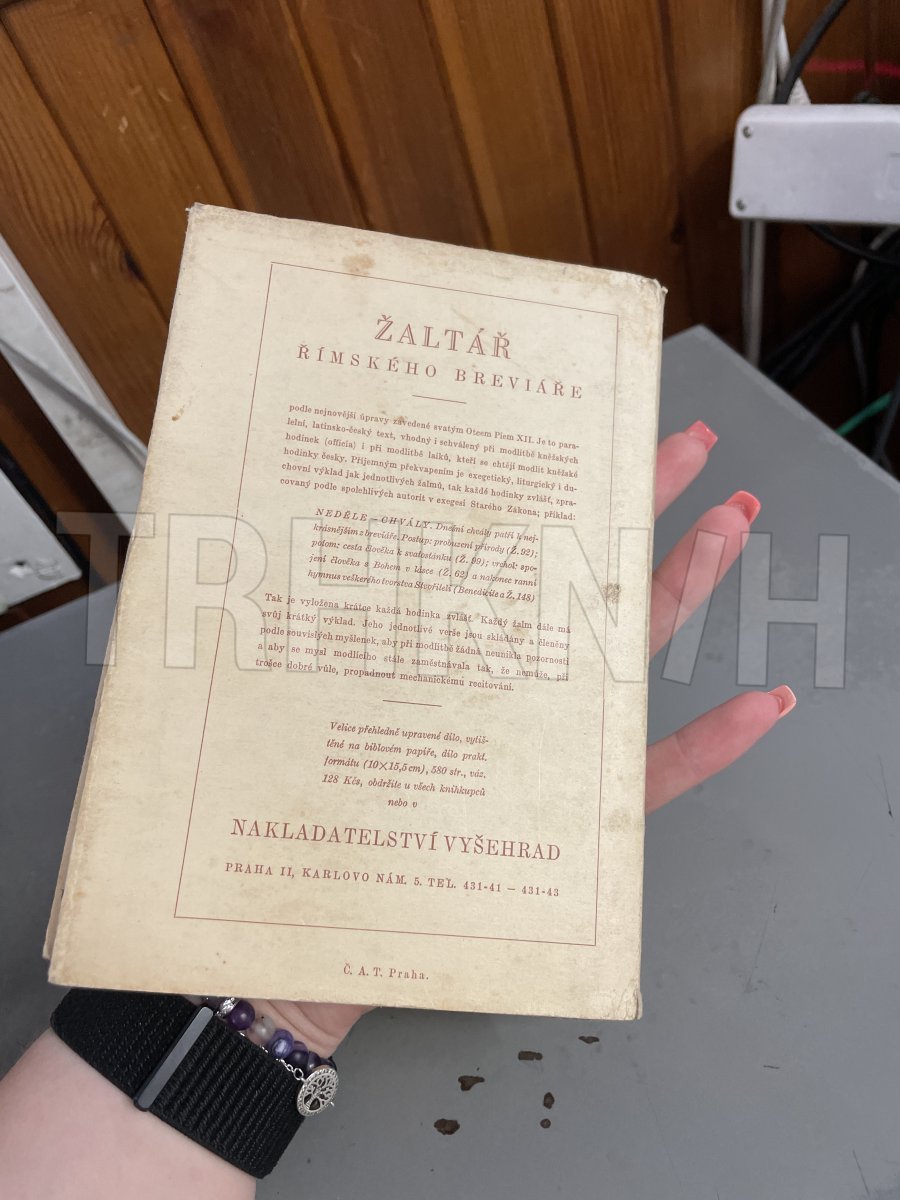 ŽALTÁŘ
ŘÍMSKÉHO BREVIÁŘE
podle nejnovější úpravy zavedené svatým Otcem Piem XII. Je to para-
lelní, latinsko-český text, vhodný i schválený při modlitbě kněžských
hodinek (officia) i při modlitbě laiků, kteří se chtějí modlit kněžské
hodinky česky. Příjemným překvapením je exegetický, liturgický i du-
chovní výklad jak jednotlivých žalmů, tak každé hodinky zvlášť, zpra-
covaný podle spolehlivých autorit v exegesi Starého Zákona; příklad:
NEDĚLE - CHVÁLY. Dnešní chvály patří k nej-
krásnějším z breviáře. Postup: probuzení přírody (Ž. 92);
potom: cesta člověka k svatostánku (Ž. 99); vrchol: spo-
jení člověka s Bohem v lásce (Ž. 62) a nakonec ranní
hymnus veškerého tvorstva Stvořiteli (Benedicite a Ž. 148)
Tak je vyložena krátce každá hodinka zvlášť. Každý žalm dále má
svůj krátký výklad. Jeho jednotlivé verše jsou skládány a členěny
podle souvislých myšlenek, aby při modlitbě žádná neunikla pozornosti
a aby se mysl modlícího stále zaměstnávala tak, že nemůže, při
trošce dobré vůle, propadnout mechanickému recitování.
Velice přehledně upravené dílo, vytiš-
těné na biblovém papíře, dílo prakt.
formátu (10×15,5 cm), 580 str., váz.
128 Kčs, obdržíte u všech knihkupců
nebo v
NAKLADATELSTVÍ VYŠEHRAD
PRAHA II, KARLOVO NÁM. 5. TEL. 431-41 — 431-43
Č. A. T. Praha.
TRHKNIH